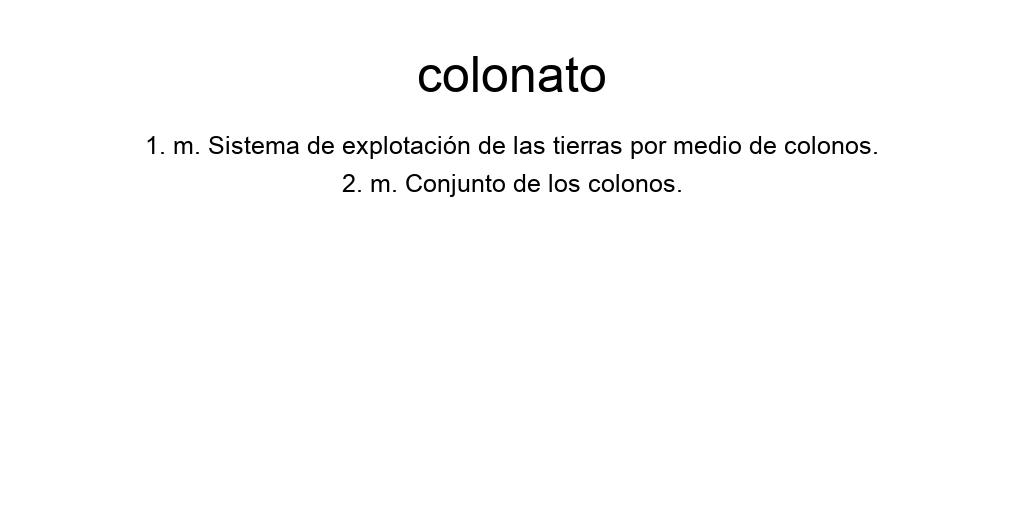 colonato
1. m. Sistema de explotación de las tierras por medio de colonos.
2. m. Conjunto de los colonos.